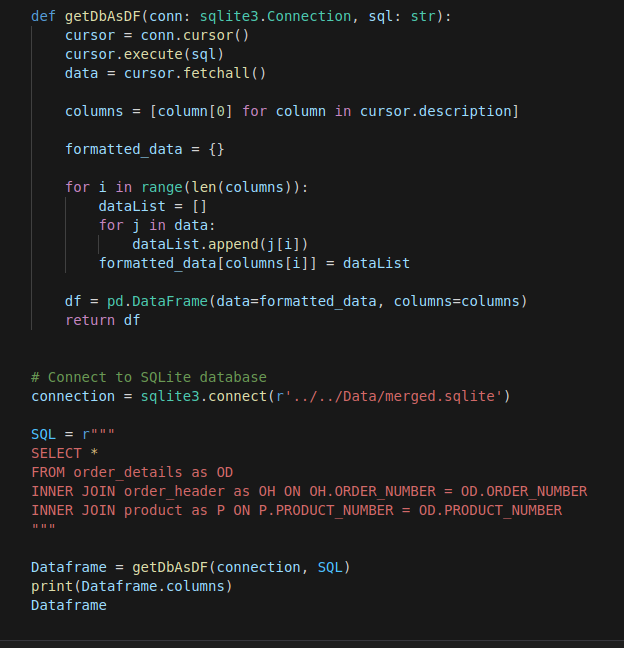 def getDbAsDF(conn: sqlite3.Connection, sql: str):
    cursor = conn.cursor()
    cursor.execute(sql)
    data = cursor.fetchall()

    columns = [column[0] for column in cursor.description]

    formatted_data = {}

    for i in range(len(columns)):
        dataList = []
        for j in data:
            dataList.append(j[i])
        formatted_data[columns[i]] = dataList

    df = pd.DataFrame(data=formatted_data, columns=columns)
    return df


# Connect to SQLite database
connection = sqlite3.connect(r'../../Data/merged.sqlite')

SQL = r"""
SELECT *
FROM order_details as OD
INNER JOIN order_header as OH ON OH.ORDER_NUMBER = OD.ORDER_NUMBER
INNER JOIN product as P ON P.PRODUCT_NUMBER = OD.PRODUCT_NUMBER
"""

Dataframe = getDbAsDF(connection, SQL)
print(Dataframe.columns)
Dataframe